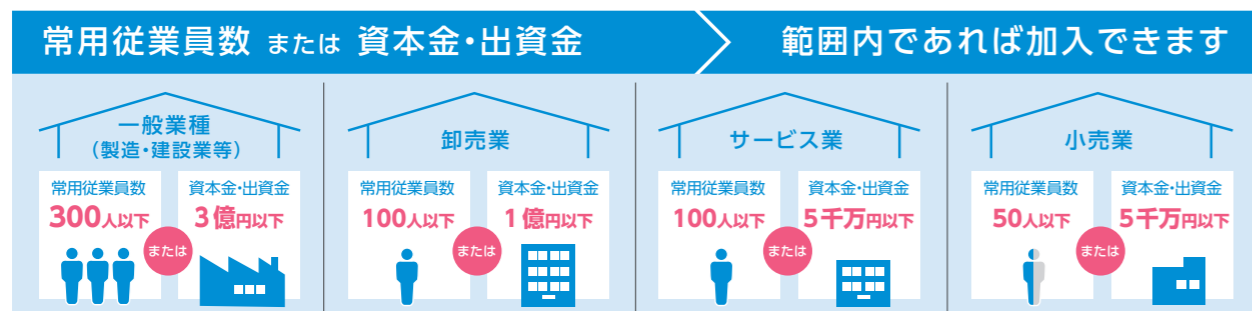 常用従業員数 または 資本金・出資金
範囲内であれば加入できます
一般業種
（製造・建設業等）
常用従業員数
300人以下
または
資本金・出資金
3億円以下
卸売業
常用従業員数
100人以下
または
資本金・出資金
1億円以下
サービス業
常用従業員数
100人以下
または
資本金・出資金
5千万円以下
小売業
常用従業員数
50人以下
または
資本金・出資金
5千万円以下